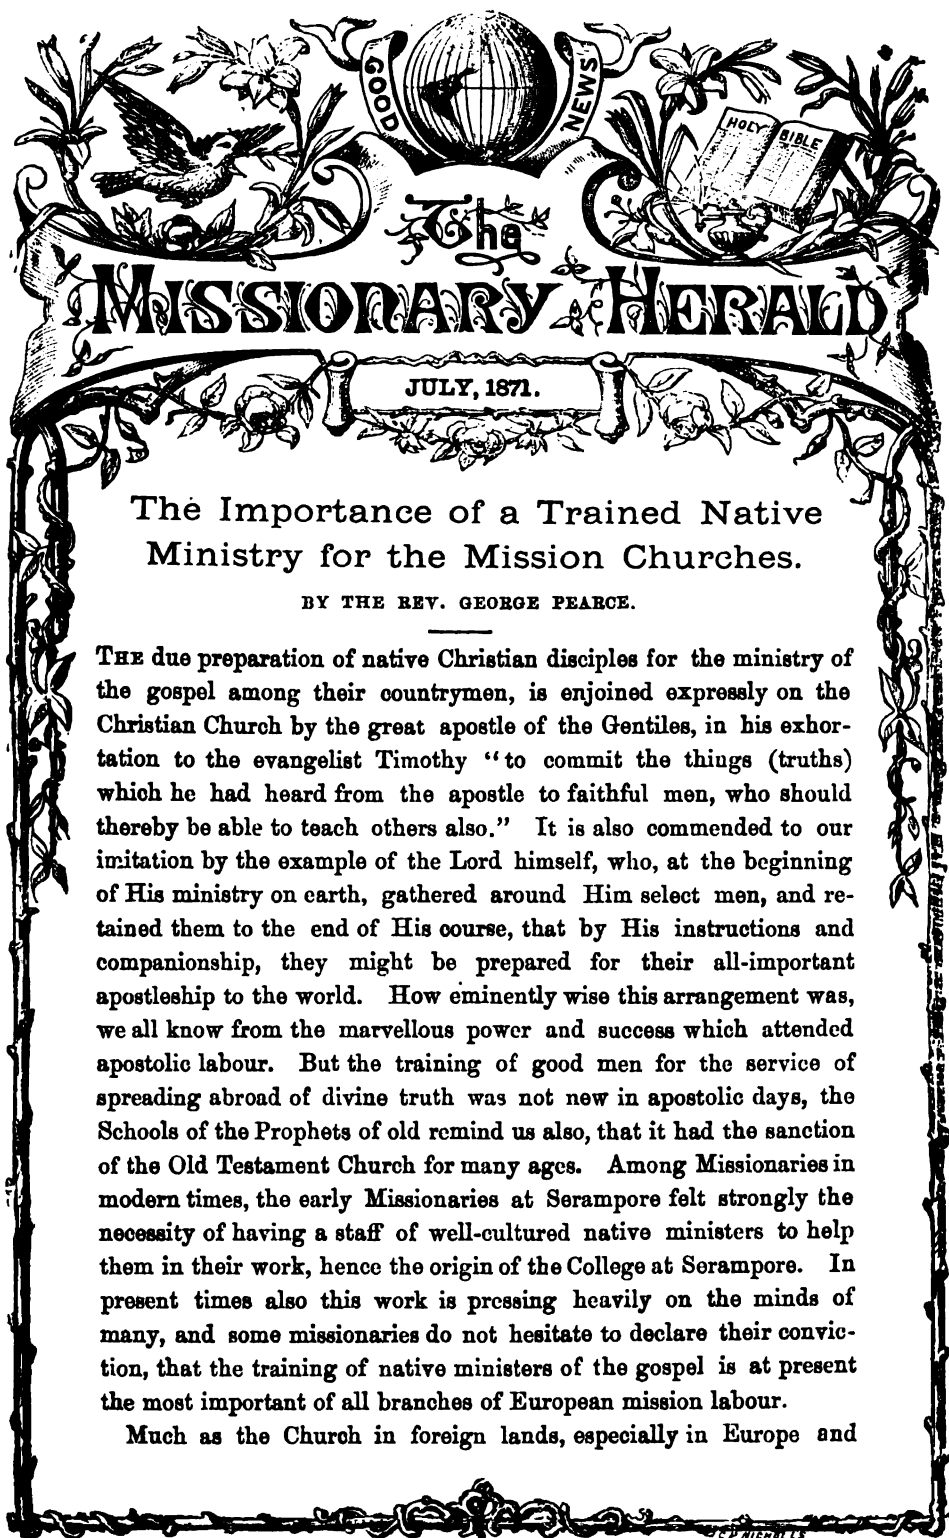 GOOD NEWS
HOLY BIBLE
The
MISSIONARY HERALD
JULY, 1871.
The Importance of a Trained Native
Ministry for the Mission Churches.
BY THE REV. GEORGE PEARCE.
THE due preparation of native Christian disciples for the ministry of
the gospel among their countrymen, is enjoined expressly on the
Christian Church by the great apostle of the Gentiles, in his exhor-
tation to the evangelist Timothy “to commit the things (truths)
which he had heard from the apostle to faithful men, who should
thereby be able to teach others also.” It is also commended to our
imitation by the example of the Lord himself, who, at the beginning
of His ministry on earth, gathered around Him select men, and re-
tained them to the end of His course, that by His instructions and
companionship, they might be prepared for their all-important
apostleship to the world. How eminently wise this arrangement was,
we all know from the marvellous power and success which attended
apostolic labour. But the training of good men for the service of
spreading abroad of divine truth was not new in apostolic days, the
Schools of the Prophets of old remind us also, that it had the sanction
of the Old Testament Church for many ages. Among Missionaries in
modern times, the early Missionaries at Serampore felt strongly the
necessity of having a staff of well-cultured native ministers to help
them in their work, hence the origin of the College at Serampore. In
present times also this work is pressing heavily on the minds of
many, and some missionaries do not hesitate to declare their convic-
tion, that the training of native ministers of the gospel is at present
the most important of all branches of European mission labour.
Much as the Church in foreign lands, especially in Europe and
NICHOLLS